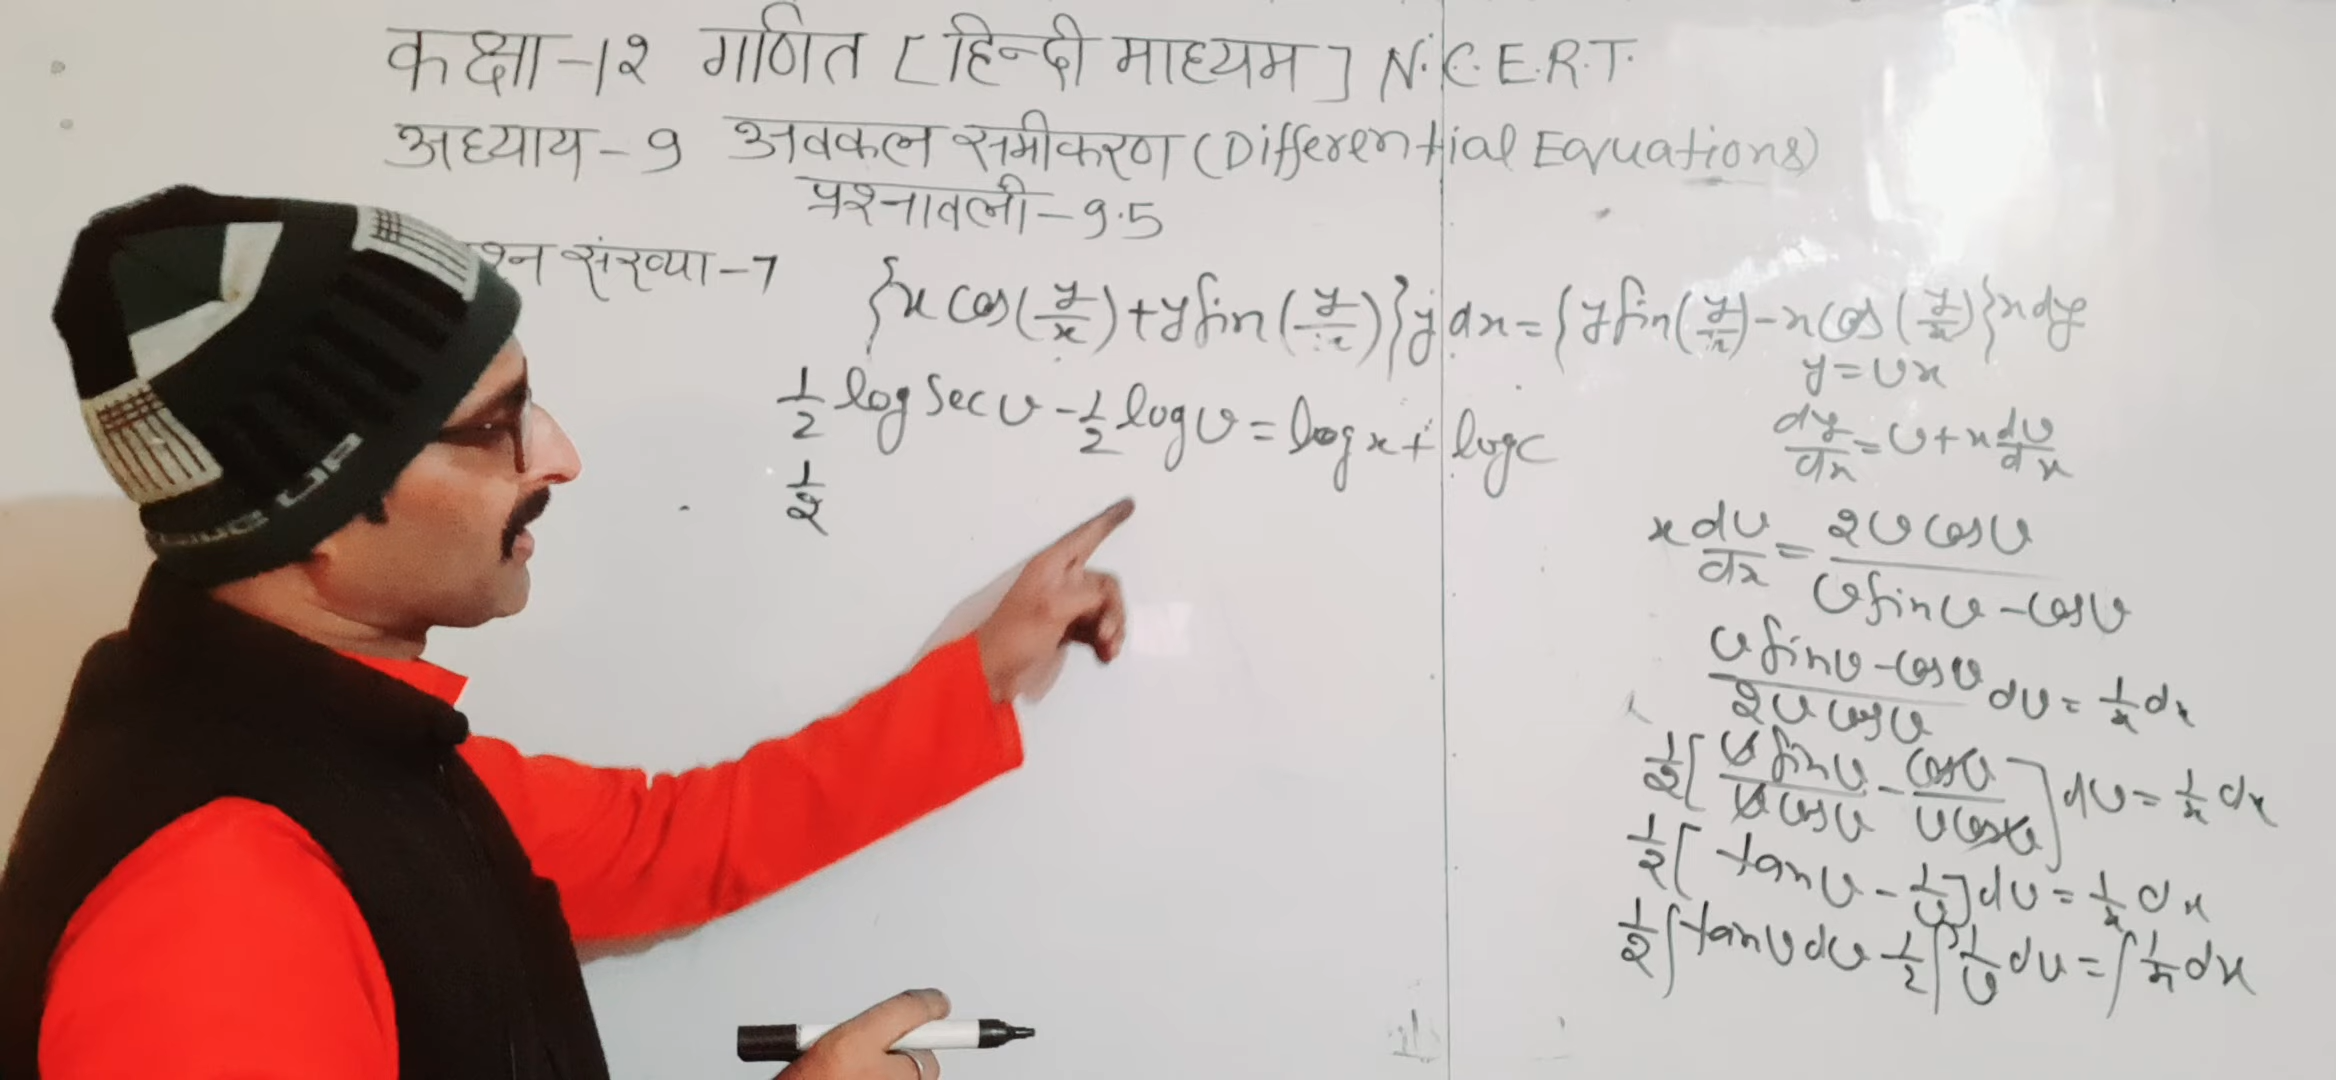 कक्षा-१२ गणित [हिन्दी माध्यम] N.C.E.R.T.
अध्याय-9 अवकल समीकरण (Differential Equations)
प्रश्नावली-9.5
श्न संख्या-7
{x cos(y/x)+y sin(y/x)}y dx={y sin(y/x)-x cos(y/x)}x dy
y=vx
dy/dx=v+x dv/dx
1/2 log sec v - 1/2 log v = log x + log c
1/2
x dv/dx = 2v cos v/(v sin v - cos v)
(v sin v - cos v)/(2v cos v) dv = 1/x dx
1/2[v sin v/(v cos v) - cos v/(v cos v)]dv = 1/x dx
1/2[tan v - 1/v]dv = 1/x dx
1/2∫tan v dv - 1/2∫1/v dv = ∫1/x dx